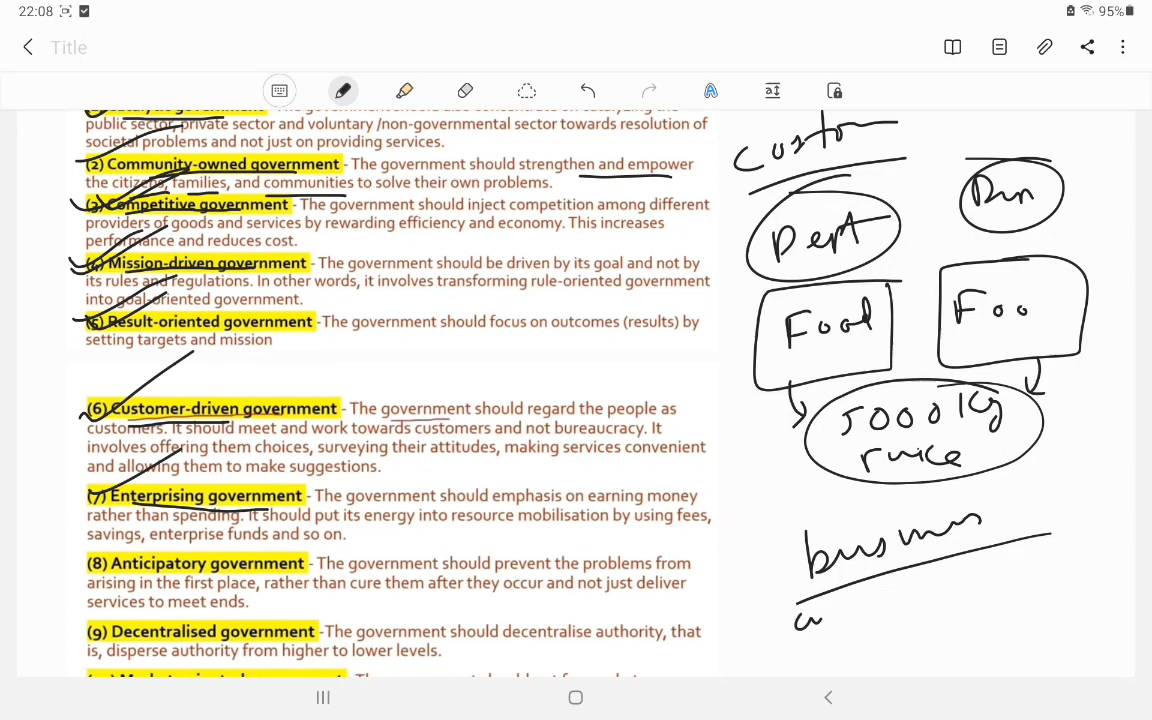 22:08
95%
Title
public sector, private sector and voluntary /non-governmental sector towards resolution of
societal problems and not just on providing services.
(2) Community-owned government - The government should strengthen and empower
the citizens, families, and communities to solve their own problems.
(3) Competitive government - The government should inject competition among different
providers of goods and services by rewarding efficiency and economy. This increases
performance and reduces cost.
(4) Mission-driven government - The government should be driven by its goal and not by
its rules and regulations. In other words, it involves transforming rule-oriented government
into goal-oriented government.
(5) Result-oriented government -The government should focus on outcomes (results) by
setting targets and mission
(6) Customer-driven government - The government should regard the people as
customers. It should meet and work towards customers and not bureaucracy. It
involves offering them choices, surveying their attitudes, making services convenient
and allowing them to make suggestions.
(7) Enterprising government - The government should emphasis on earning money
rather than spending. It should put its energy into resource mobilisation by using fees,
savings, enterprise funds and so on.
(8) Anticipatory government - The government should prevent the problems from
arising in the first place, rather than cure them after they occur and not just deliver
services to meet ends.
(9) Decentralised government -The government should decentralise authority, that
is, disperse authority from higher to lower levels.
Dept
Food
Foo
5000 Kg